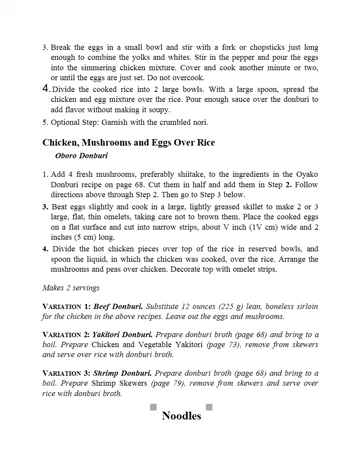 3. Break the eggs in a small bowl and stir with a fork or chopsticks just long
enough to combine the yolks and whites. Stir in the pepper and pour the eggs
into the simmering chicken mixture. Cover and cook another minute or two,
or until the eggs are just set. Do not overcook.
4. Divide the cooked rice into 2 large bowls. With a large spoon, spread the
chicken and egg mixture over the rice. Pour enough sauce over the donburi to
add flavor without making it soupy.
5. Optional Step: Garnish with the crumbled nori.
Chicken, Mushrooms and Eggs Over Rice
Oboro Donburi
1. Add 4 fresh mushrooms, preferably shiitake, to the ingredients in the Oyako
Donburi recipe on page 68. Cut them in half and add them in Step 2. Follow
directions above through Step 2. Then go to Step 3 below.
3. Beat eggs slightly and cook in a large, lightly greased skillet to make 2 or 3
large, flat, thin omelets, taking care not to brown them. Place the cooked eggs
on a flat surface and cut into narrow strips, about V inch (1V cm) wide and 2
inches (5 cm) long.
4. Divide the hot chicken pieces over top of the rice in reserved bowls, and
spoon the liquid, in which the chicken was cooked, over the rice. Arrange the
mushrooms and peas over chicken. Decorate top with omelet strips.
Makes 2 servings
VARIATION 1: Beef Donburi. Substitute 12 ounces (225 g) lean, boneless sirloin
for the chicken in the above recipes. Leave out the eggs and mushrooms.
VARIATION 2: Yakitori Donburi. Prepare donburi broth (page 68) and bring to a
boil. Prepare Chicken and Vegetable Yakitori (page 73), remove from skewers
and serve over rice with donburi broth.
VARIATION 3: Shrimp Donburi. Prepare donburi broth (page 68) and bring to a
boil. Prepare Shrimp Skewers (page 79), remove from skewers and serve over
rice with donburi broth.
Noodles